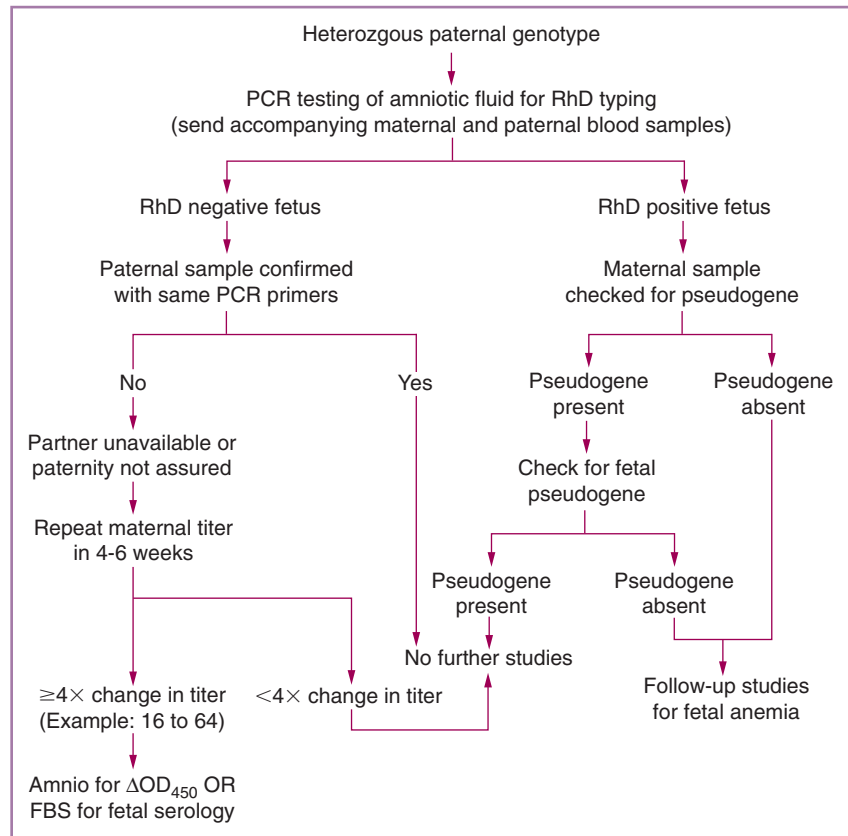 Heterozgous paternal genotype
PCR testing of amniotic fluid for RhD typing
(send accompanying maternal and paternal blood samples)
RhD negative fetus
RhD positive fetus
Paternal sample confirmed
with same PCR primers
Maternal sample
checked for pseudogene
No
Yes
Pseudogene
present
Pseudogene
absent
Partner unavailable or
paternity not assured
Check for fetal
pseudogene
Repeat maternal titer
in 4-6 weeks
Pseudogene
present
Pseudogene
absent
No further studies
≥4× change in titer
(Example: 16 to 64)
<4× change in titer
Follow-up studies
for fetal anemia
Amnio for ΔOD450 OR
FBS for fetal serology